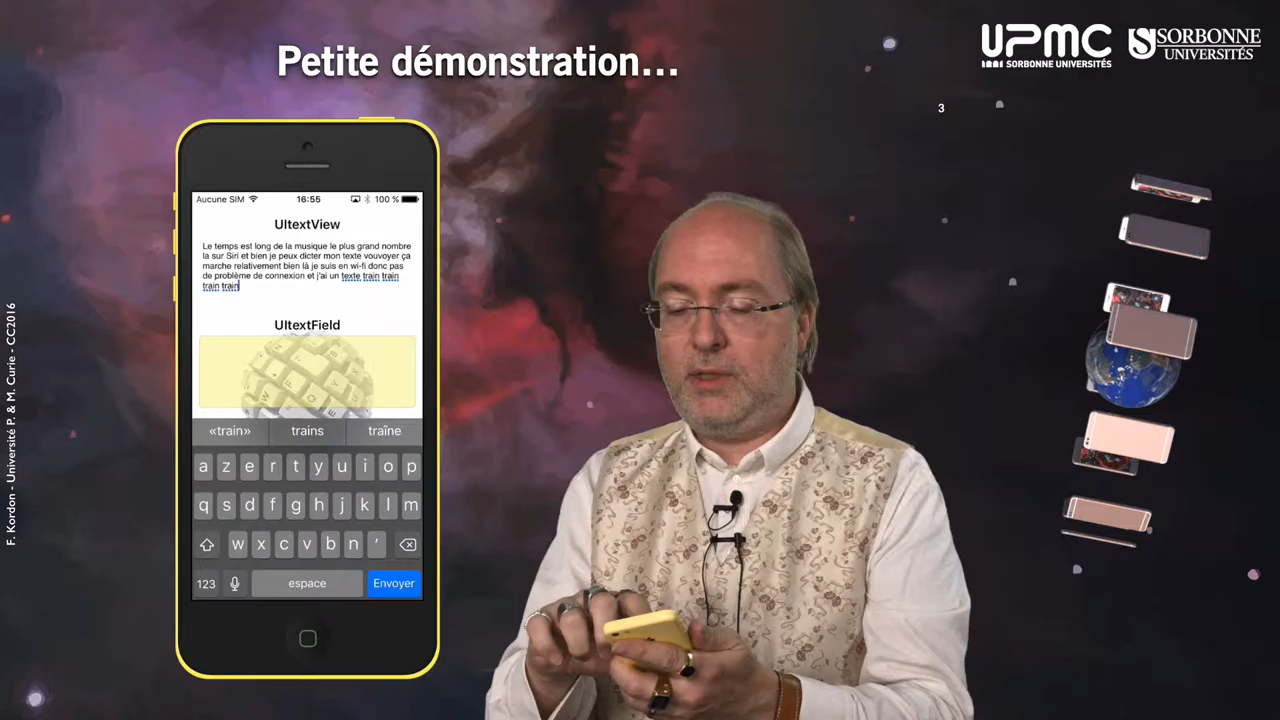 Petite démonstration...
UPMC
SORBONNE UNIVERSITÉS
SORBONNE
UNIVERSITÉS
3
Aucune SIM
16:55
100 %
UItextView
Le temps est long de la musique le plus grand nombre
la sur Siri et bien je peux dicter mon texte vouvoyer ça
marche relativement bien là je suis en wi-fi donc pas
de problème de connexion et j'ai un texte train train
train train
UItextField
«train» trains traîne
a z e r t y u i o p
q s d f g h j k l m
w x c v b n '
123 espace Envoyer
F. Kordon - Université P. & M. Curie - CC2016